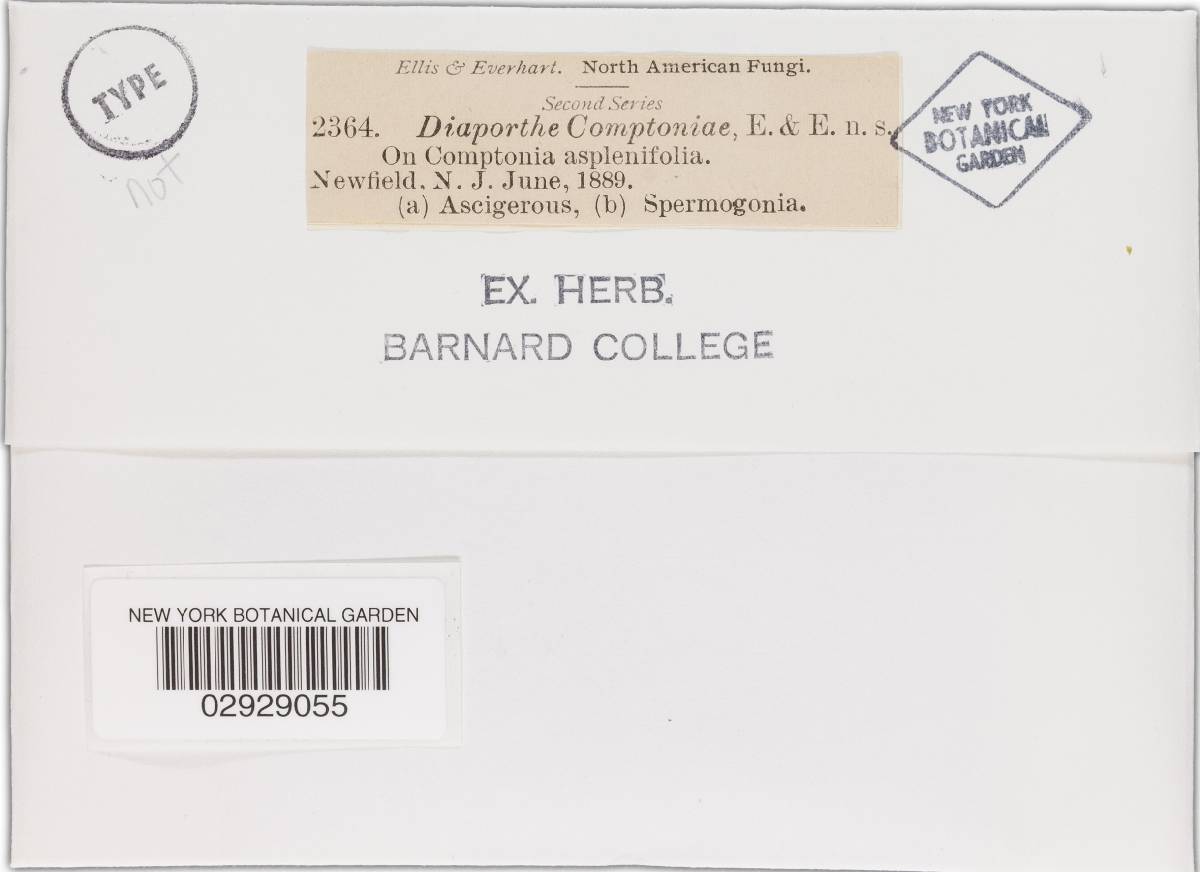 TYPE
not
Ellis & Everhart. North American Fungi.
Second Series
2364. Diaporthe Comptoniae, E. & E. n. s.
On Comptonia asplenifolia.
Newfield. N. J. June, 1889.
(a) Ascigerous, (b) Spermogonia.
NEW YORK
BOTANICAL
GARDEN
EX. HERB.
BARNARD COLLEGE
NEW YORK BOTANICAL GARDEN
02929055